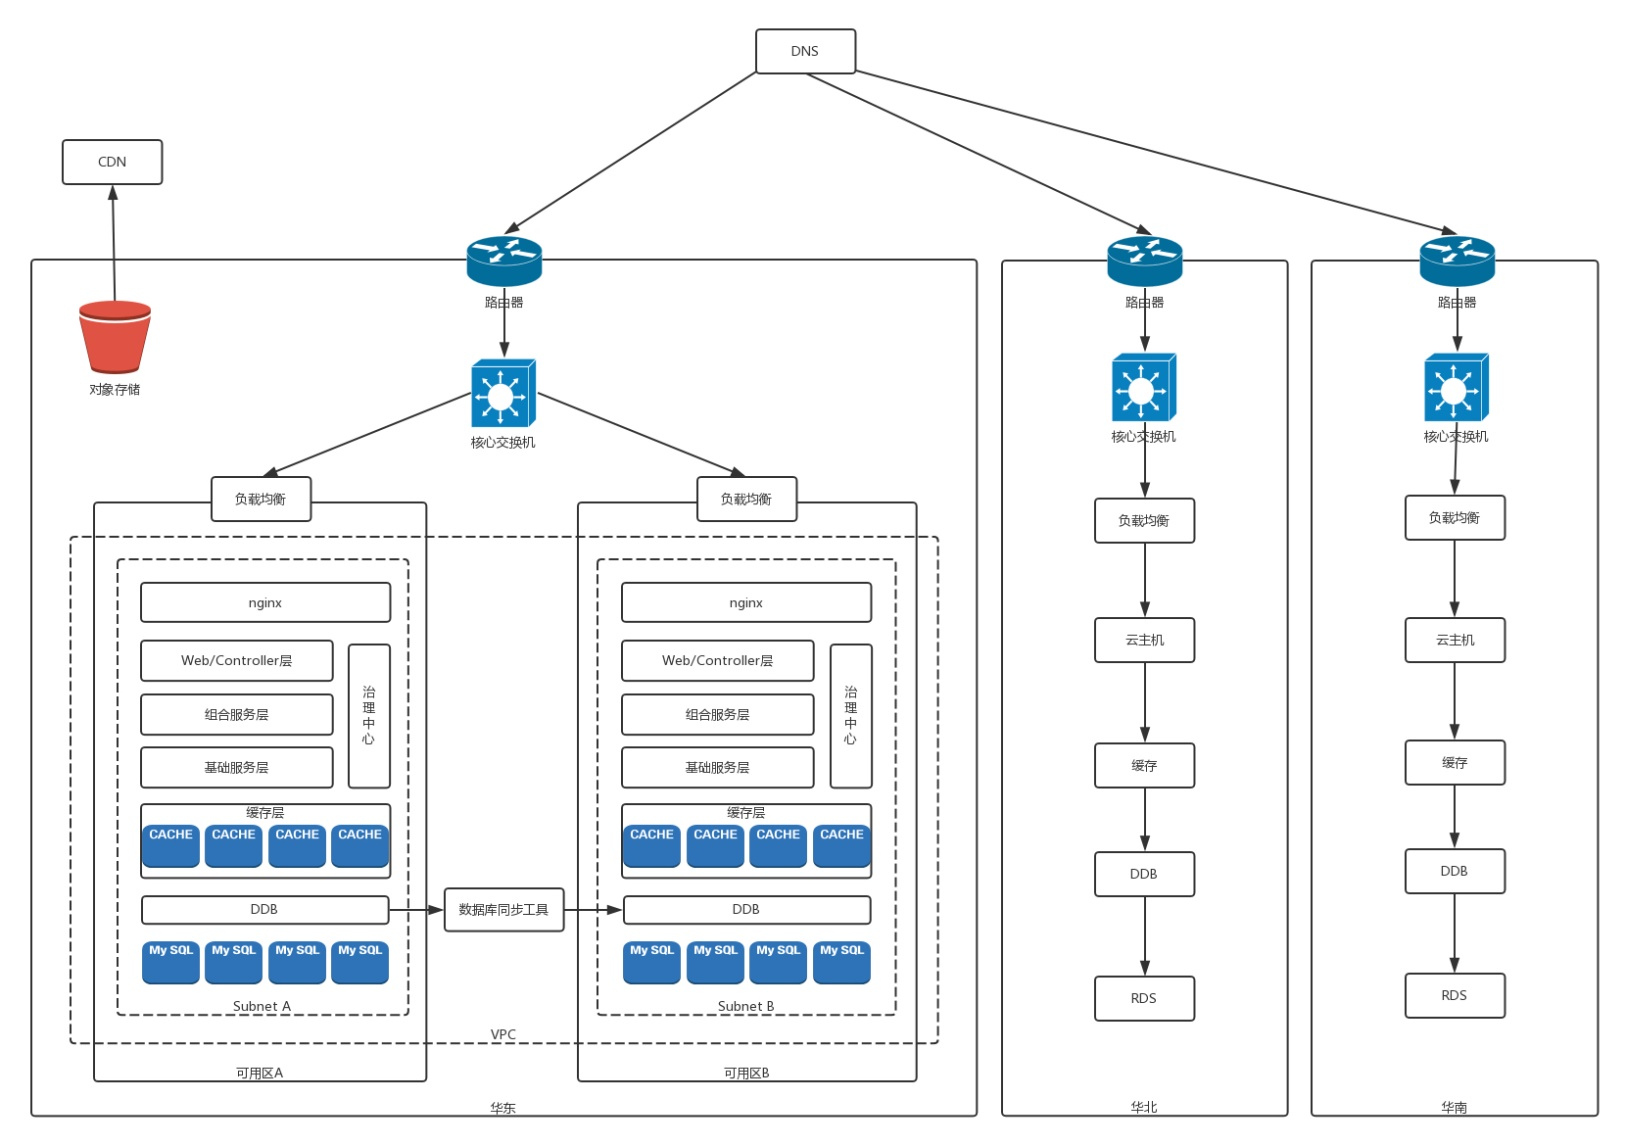 DNS
CDN
路由器
路由器
路由器
对象存储
核心交换机
核心交换机
核心交换机
负载均衡
负载均衡
负载均衡
负载均衡
nginx
nginx
云主机
云主机
Web/Controller层
Web/Controller层
治理中心
治理中心
组合服务层
组合服务层
基础服务层
基础服务层
缓存
缓存
缓存层
缓存层
CACHE CACHE CACHE CACHE
CACHE CACHE CACHE CACHE
DDB
DDB
DDB
数据库同步工具
DDB
My SQL My SQL My SQL My SQL
My SQL My SQL My SQL My SQL
RDS
RDS
Subnet A
Subnet B
VPC
可用区A
可用区B
华东
华北
华南